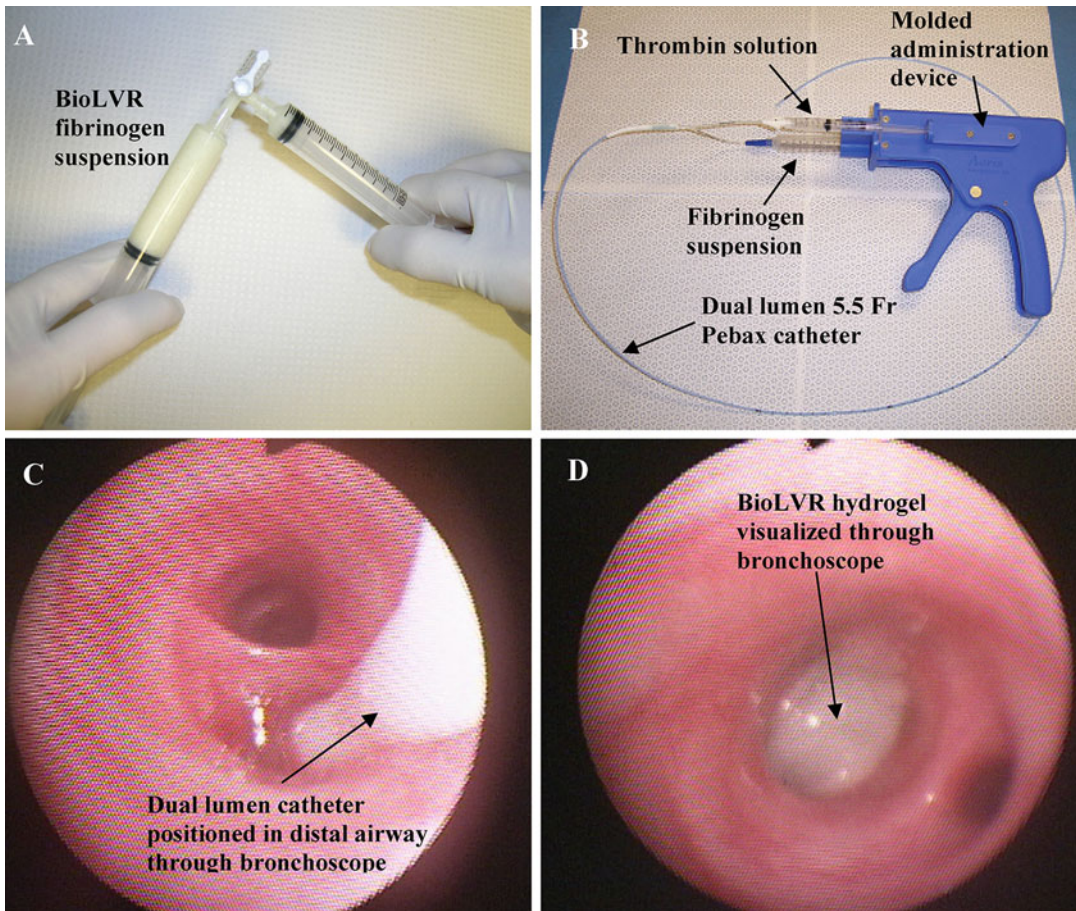 A
BioLVR
fibrinogen
suspension
B
Thrombin solution
Molded
administration
device
Fibrinogen
suspension
Dual lumen 5.5 Fr
Pebax catheter
C
Dual lumen catheter
positioned in distal airway
through bronchoscope
D
BioLVR hydrogel
visualized through
bronchoscope